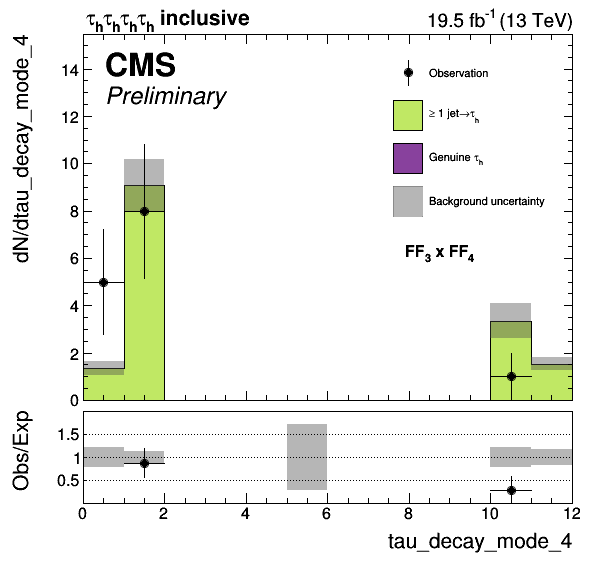 τhτhτhτh inclusive
19.5 fb-1 (13 TeV)
CMS
Preliminary
dN/dtau_decay_mode_4
14
12
10
8
6
4
2
0
Observation
≥ 1 jet→τh
Genuine τh
Background uncertainty
FF3 x FF4
Obs/Exp
1.5
1
0.5
0 2 4 6 8 10 12
tau_decay_mode_4